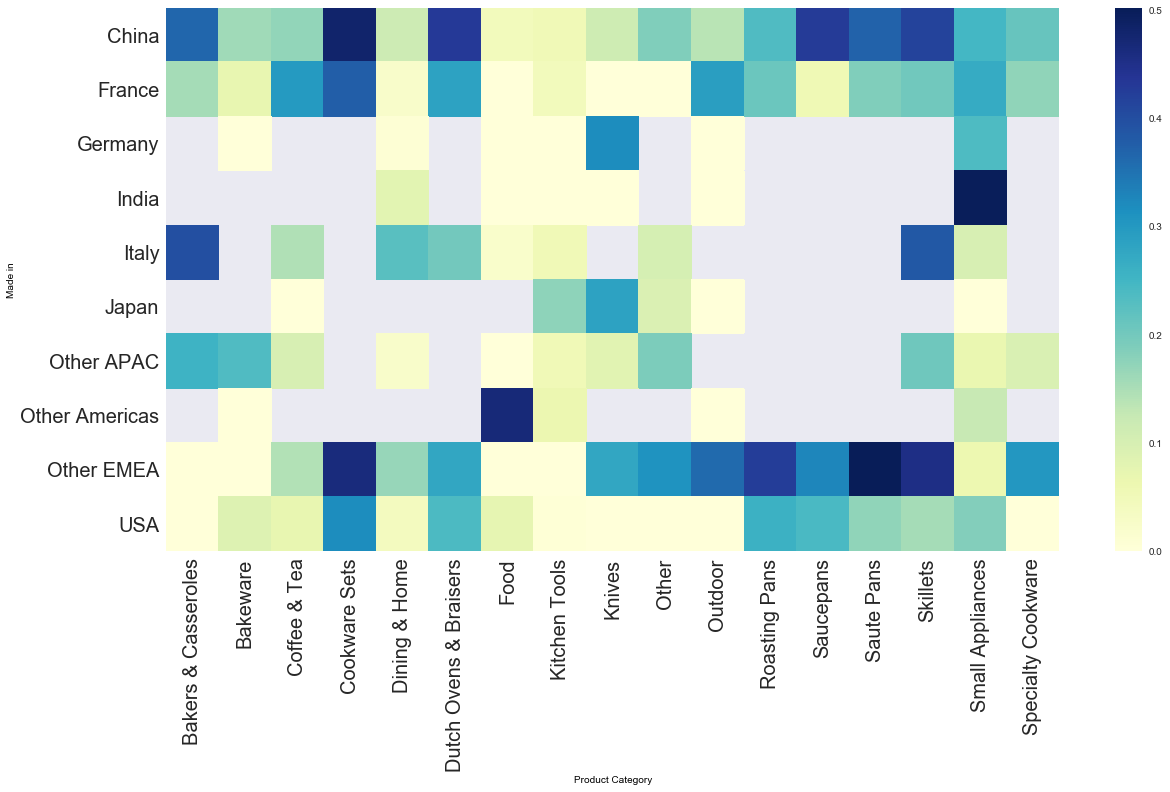 China
France
Germany
India
Italy
Japan
Other APAC
Other Americas
Other EMEA
USA
Made in
Bakers & Casseroles
Bakeware
Coffee & Tea
Cookware Sets
Dining & Home
Dutch Ovens & Braisers
Food
Kitchen Tools
Knives
Other
Outdoor
Roasting Pans
Saucepans
Saute Pans
Skillets
Small Appliances
Specialty Cookware
Product Category
0.5
0.4
0.3
0.2
0.1
0.0